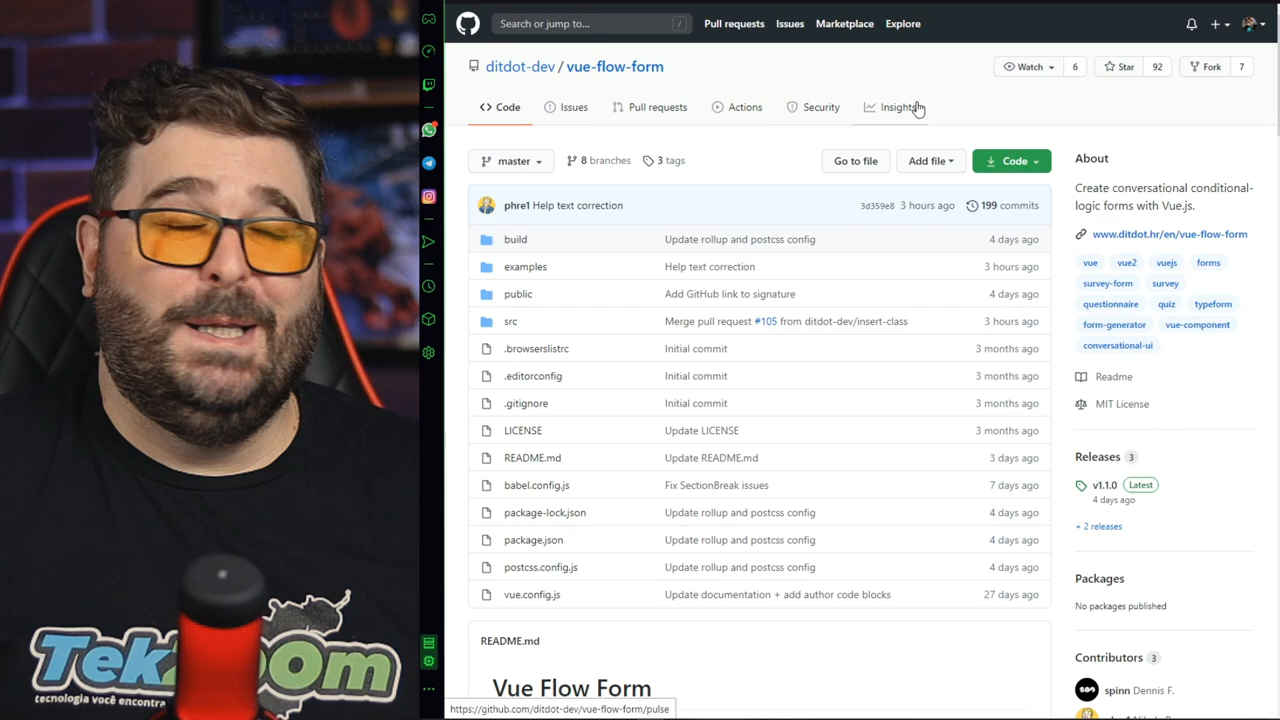 Search or jump to...
/
Pull requests
Issues
Marketplace
Explore
ditdot-dev / vue-flow-form
Watch 6
Star 92
Fork 7
Code
Issues
Pull requests
Actions
Security
Insights
master
8 branches
3 tags
Go to file
Add file
Code
phre1 Help text correction 3d359e8 3 hours ago 199 commits
build Update rollup and postcss config 4 days ago
examples Help text correction 3 hours ago
public Add GitHub link to signature 4 days ago
src Merge pull request #105 from ditdot-dev/insert-class 3 hours ago
.browserslistrc Initial commit 3 months ago
.editorconfig Initial commit 3 months ago
.gitignore Initial commit 3 months ago
LICENSE Update LICENSE 3 months ago
README.md Update README.md 3 days ago
babel.config.js Fix SectionBreak issues 7 days ago
package-lock.json Update rollup and postcss config 4 days ago
package.json Update rollup and postcss config 4 days ago
postcss.config.js Update rollup and postcss config 4 days ago
vue.config.js Update documentation + add author code blocks 27 days ago
README.md
Vue Flow Form
https://github.com/ditdot-dev/vue-flow-form/pulse
About
Create conversational conditional-
logic forms with Vue.js.
www.ditdot.hr/en/vue-flow-form
vue vue2 vuejs forms
survey-form survey
questionnaire quiz typeform
form-generator vue-component
conversational-ui
Readme
MIT License
Releases 3
v1.1.0 Latest
4 days ago
+ 2 releases
Packages
No packages published
Contributors 3
spinn Dennis F.
tecnologia você encontra